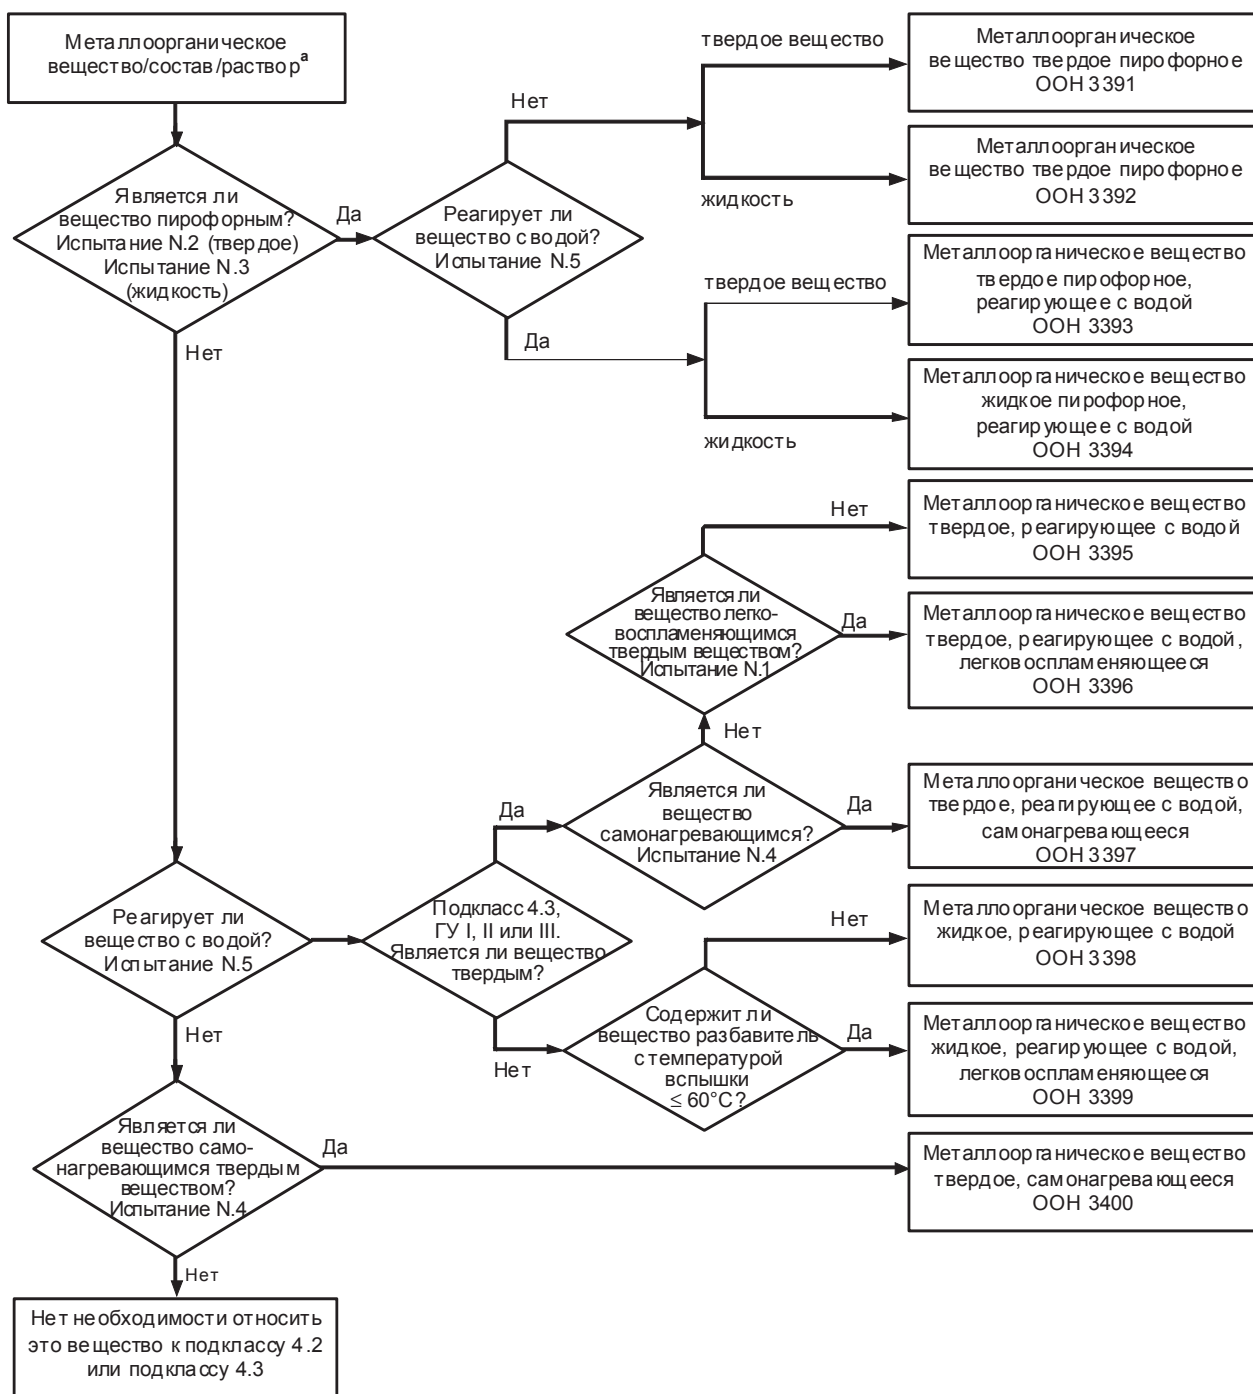 Металлоорганическое
вещество/состав/растворª
Является ли
вещество пирофорным?
Испытание N.2 (твердое)
Испытание N.3
(жидкость)
Да
Нет
Реагирует ли
вещество с водой?
Испытание N.5
Нет
Да
твердое вещество
жидкость
Металлоорганическое
вещество твердое пирофорное
ООН 3391
Металлоорганическое
вещество твердое пирофорное
ООН 3392
твердое вещество
жидкость
Металлоорганическое вещество
твердое пирофорное,
реагирующее с водой
ООН 3393
Металлоорганическое вещество
жидкое пирофорное,
реагирующее с водой
ООН 3394
Нет
Металлоорганическое вещество
твердое, реагирующее с водой
ООН 3395
Является ли
вещество легко-
воспламеняющимся
твердым веществом?
Испытание N.1
Да
Металлоорганическое вещество
твердое, реагирующее с водой,
легковоспламеняющееся
ООН 3396
Нет
Да
Является ли
вещество
самонагревающимся?
Испытание N.4
Да
Металлоорганическое вещество
твердое, реагирующее с водой,
самонагревающееся
ООН 3397
Реагирует ли
вещество с водой?
Испытание N.5
Подкласс 4.3,
ГУ I, II или III.
Является ли вещество
твердым?
Нет
Металлоорганическое вещество
жидкое, реагирующее с водой
ООН 3398
Нет
Нет
Содержит ли
вещество разбавитель
с температурой
вспышки
≤ 60°C?
Да
Металлоорганическое вещество
жидкое, реагирующее с водой,
легковоспламеняющееся
ООН 3399
Является ли
вещество само-
нагревающимся твердым
веществом?
Испытание N.4
Да
Металлоорганическое вещество
твердое, самонагревающееся
ООН 3400
Нет
Нет необходимости относить
это вещество к подклассу 4.2
или подклассу 4.3